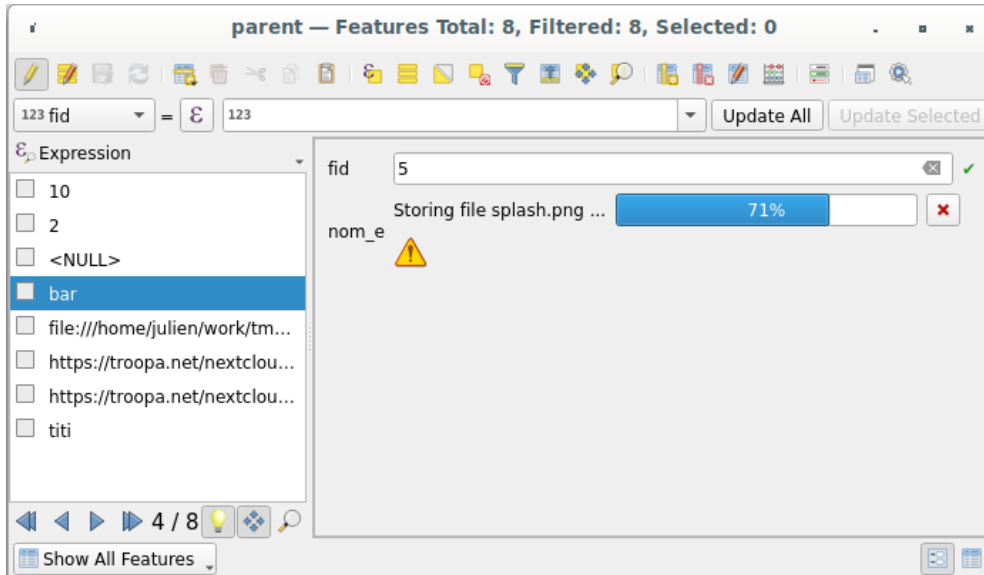 parent — Features Total: 8, Filtered: 8, Selected: 0
123 fid = ε 123 Update All Update Selected
Expression
10
2
<NULL>
bar
file:///home/julien/work/tm...
https://troopa.net/nextclou...
https://troopa.net/nextclou...
titi
fid 5
Storing file splash.png ... 71%
nom_e
4 / 8
Show All Features